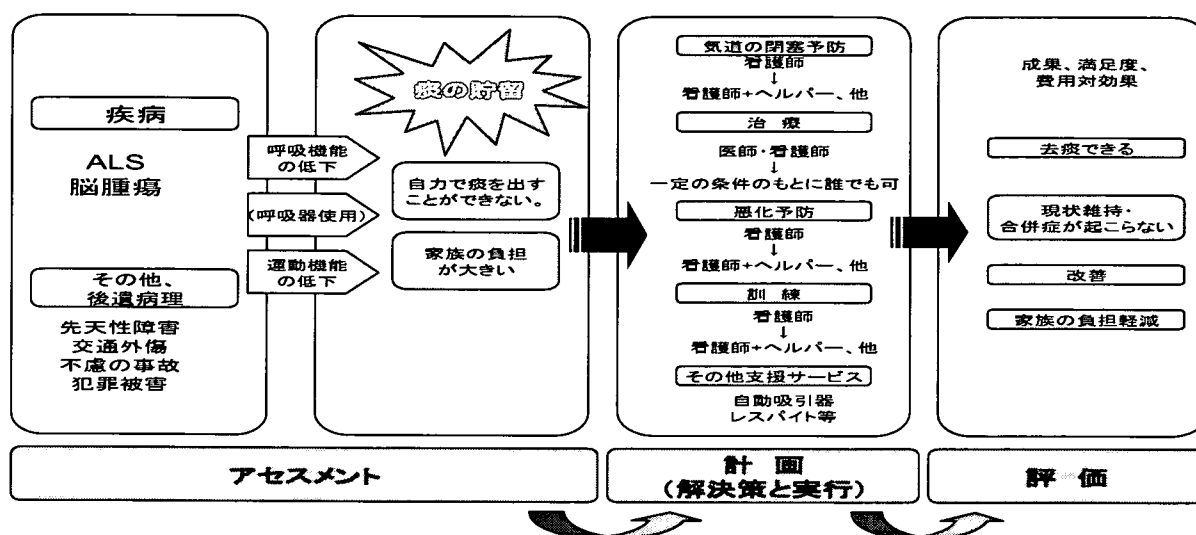 疾病
ALS
脳腫瘍
その他、
後遺病理
先天性障害
交通外傷
不慮の事故
犯罪被害
呼吸機能
の低下
(呼吸器使用)
運動機能
の低下
痰の貯留
自力で痰を出す
ことができない。
家族の負担
が大きい
気道の閉塞予防
看護師
↓
看護師+ヘルパー、他
治 療
医師・看護師
↓
一定の条件のもとに誰でも可
悪化予防
看護師
↓
看護師+ヘルパー、他
訓 練
看護師
↓
看護師+ヘルパー、他
その他支援サービス
自動吸引器
レスパイト等
成果、満足度、
費用対効果
去痰できる
現状維持・
合併症が起こらない
改善
家族の負担軽減
アセスメント
計 画
(解決策と実行)
評 価